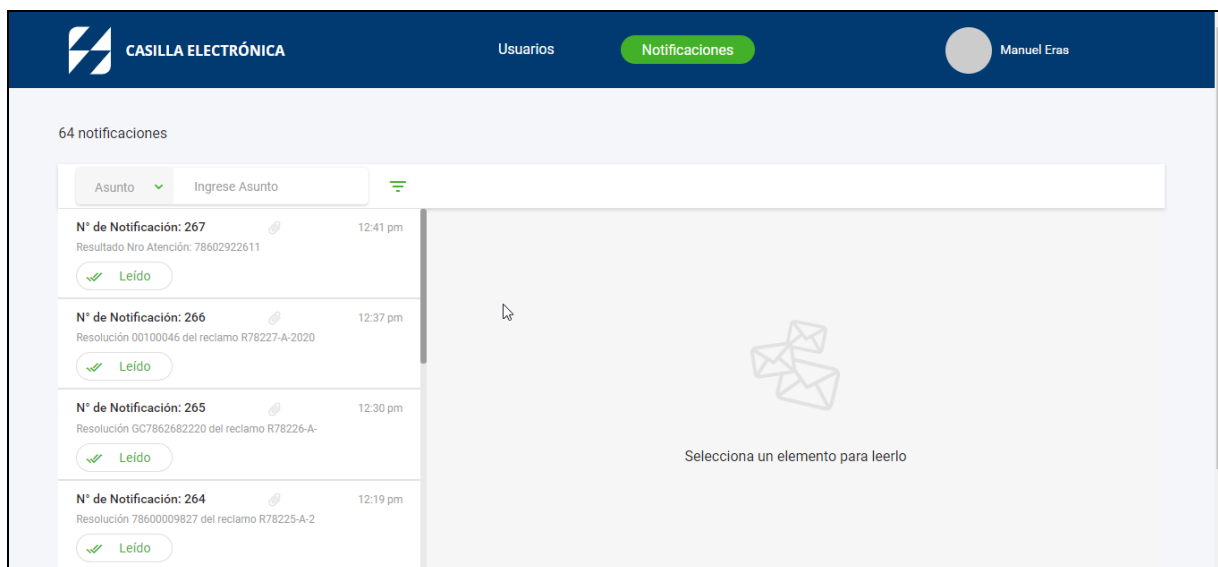 CASILLA ELECTRÓNICA
Usuarios
Notificaciones
Manuel Eras
64 notificaciones
Asunto
Ingrese Asunto
N° de Notificación: 267
12:41 pm
Resultado Nro Atención: 78602922611
Leído
N° de Notificación: 266
12:37 pm
Resolución 00100046 del reclamo R78227-A-2020
Leído
N° de Notificación: 265
12:30 pm
Resolución GC7862682220 del reclamo R78226-A-
Leído
N° de Notificación: 264
12:19 pm
Resolución 78600009827 del reclamo R78225-A-2
Leído
Selecciona un elemento para leerlo